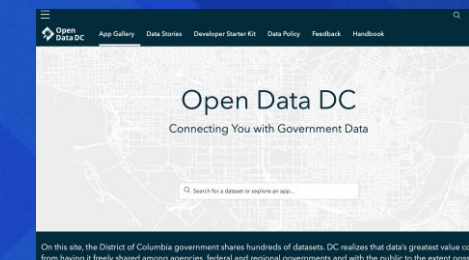 Open
Data DC
App Gallery Data Stories Developer Starter Kit Data Policy Feedback Handbook
Open Data DC
Connecting You with Government Data
Search for a dataset or explore an app...
On this site, the District of Columbia government shares hundreds of datasets. DC realizes that data's greatest value co
from having it freely shared among agencies, federal and regional governments and with the public to the extent poss